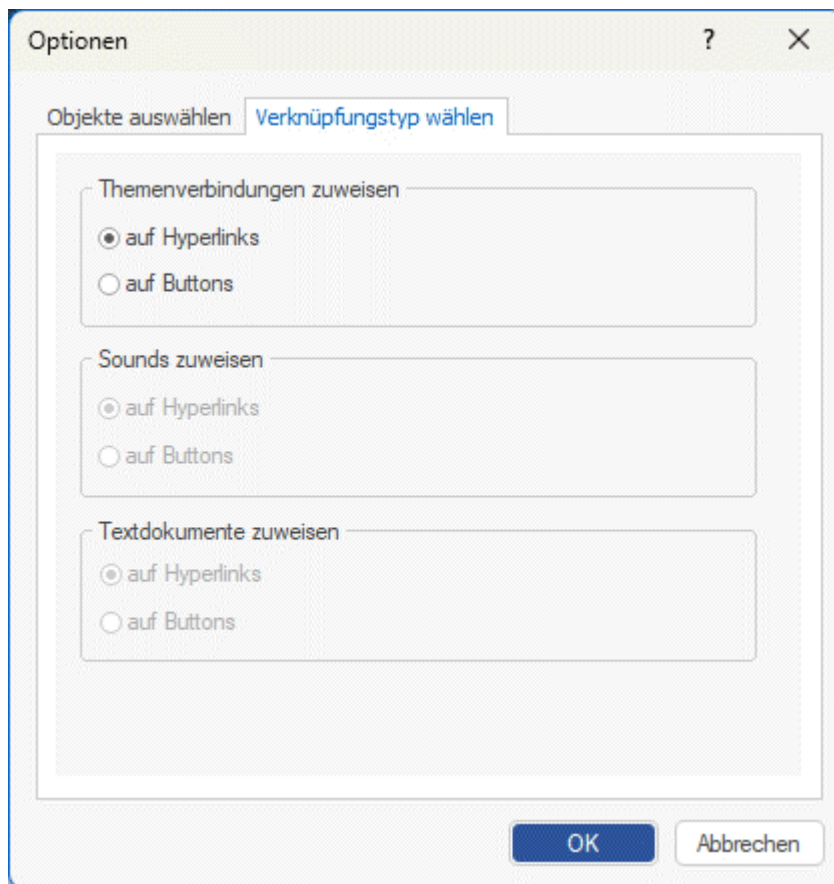 Optionen
Objekte auswählen
Verknüpfungstyp wählen
Themenverbindungen zuweisen
auf Hyperlinks
auf Buttons
Sounds zuweisen
auf Hyperlinks
auf Buttons
Textdokumente zuweisen
auf Hyperlinks
auf Buttons
OK
Abbrechen